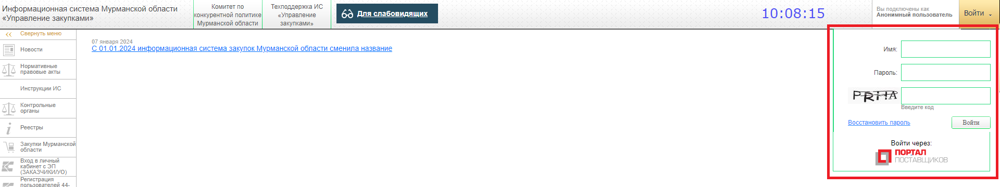 Информационная система Мурманской области
«Управление закупками»
Комитет по
конкурентной политике
Мурманской области
Техподдержка ИС
«Управление
закупками»
Для слабовидящих
10:08:15
Вы подключены как
Анонимный пользователь
Войти
Свернуть меню
Новости
Нормативные
правовые акты
Инструкции ИС
Контрольные
органы
Реестры
Закупки Мурманской
области
Вход в личный
кабинет с ЭП
(ЗАКАЗЧИКИ/УО)
Регистрация
пользователей 44-
07 января 2024
С 01.01.2024 информационная система закупок Мурманской области сменила название
Имя:
Пароль:
Введите код
Восстановить пароль
Войти
Войти через:
ПОРТАЛ
ПОСТАВЩИКОВ